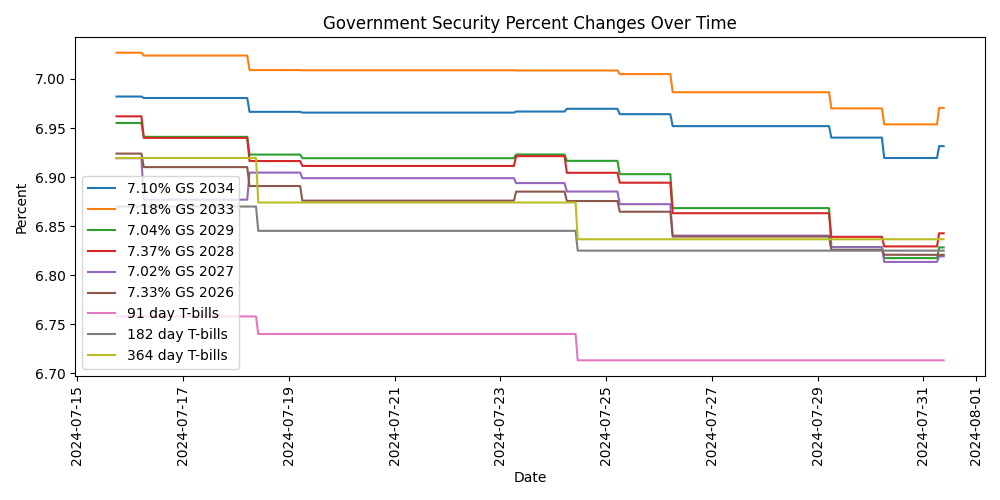 Government Security Percent Changes Over Time
Percent
7.00
6.95
6.90
6.85
6.80
6.75
6.70
7.10% GS 2034
7.18% GS 2033
7.04% GS 2029
7.37% GS 2028
7.02% GS 2027
7.33% GS 2026
91 day T-bills
182 day T-bills
364 day T-bills
2024-07-15
2024-07-17
2024-07-19
2024-07-21
2024-07-23
2024-07-25
2024-07-27
2024-07-29
2024-07-31
2024-08-01
Date